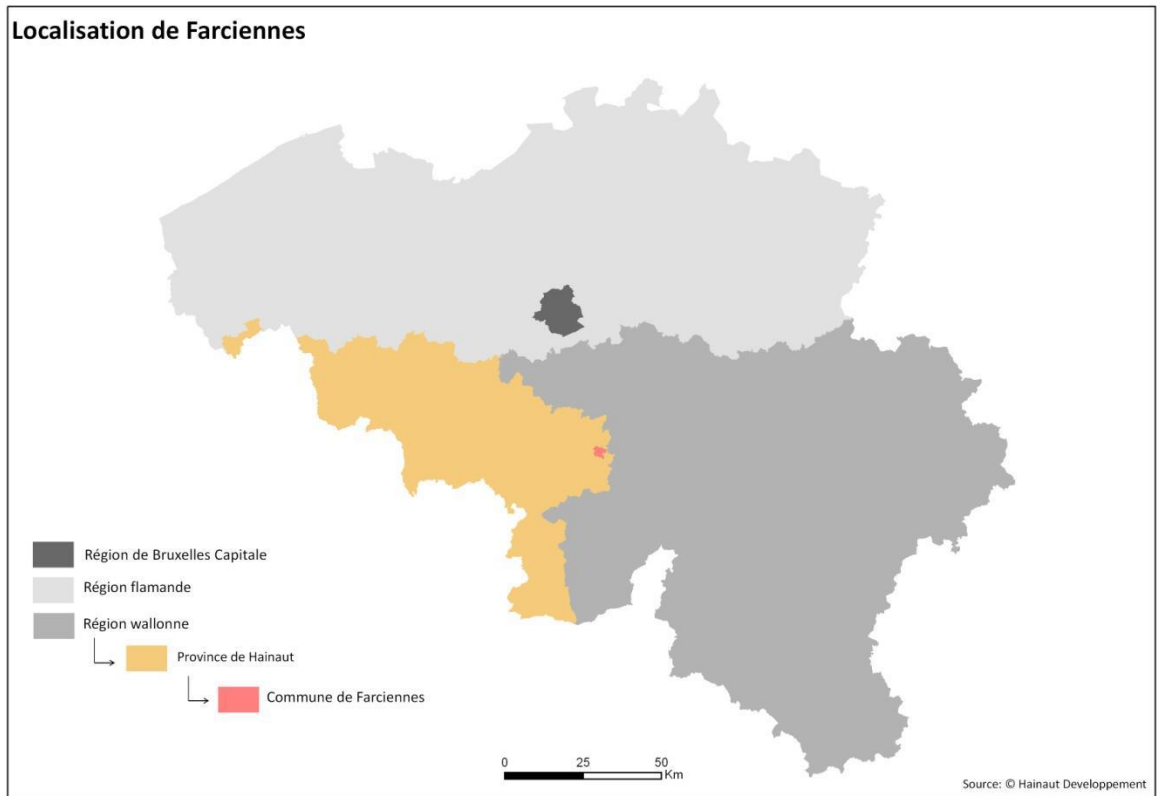 Localisation de Farciennes
Région de Bruxelles Capitale
Région flamande
Région wallonne
Province de Hainaut
Commune de Farciennes
0 25 50
Km
Source: © Hainaut Developpement